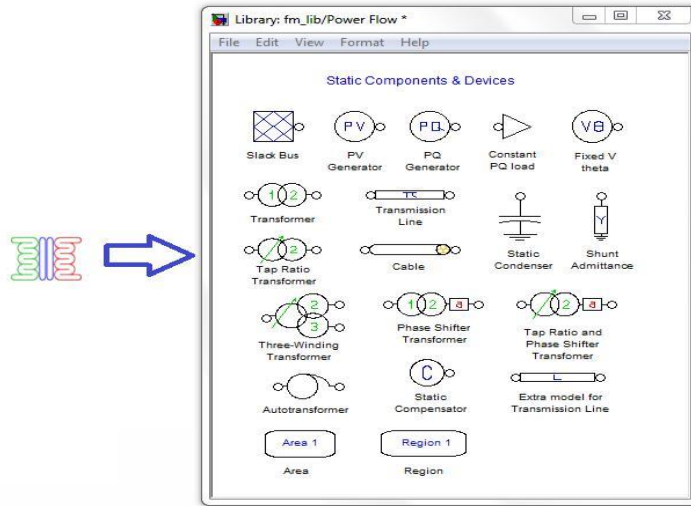 Library: fm_lib/Power Flow *
File Edit View Format Help
Static Components & Devices
PV PQ Vθ
Slack Bus PV Generator PQ Generator Constant PQ load Fixed V theta
1 2
Transformer Transmission Line
2 Y
Tap Ratio Transformer Cable Static Condenser Shunt Admittance
2 3 1 2 a 2 a
Three-Winding Transformer Phase Shifter Transformer Tap Ratio and Phase Shifter Transfomer
C L
Autotransformer Static Compensator Extra model for Transmission Line
Area 1 Region 1
Area Region